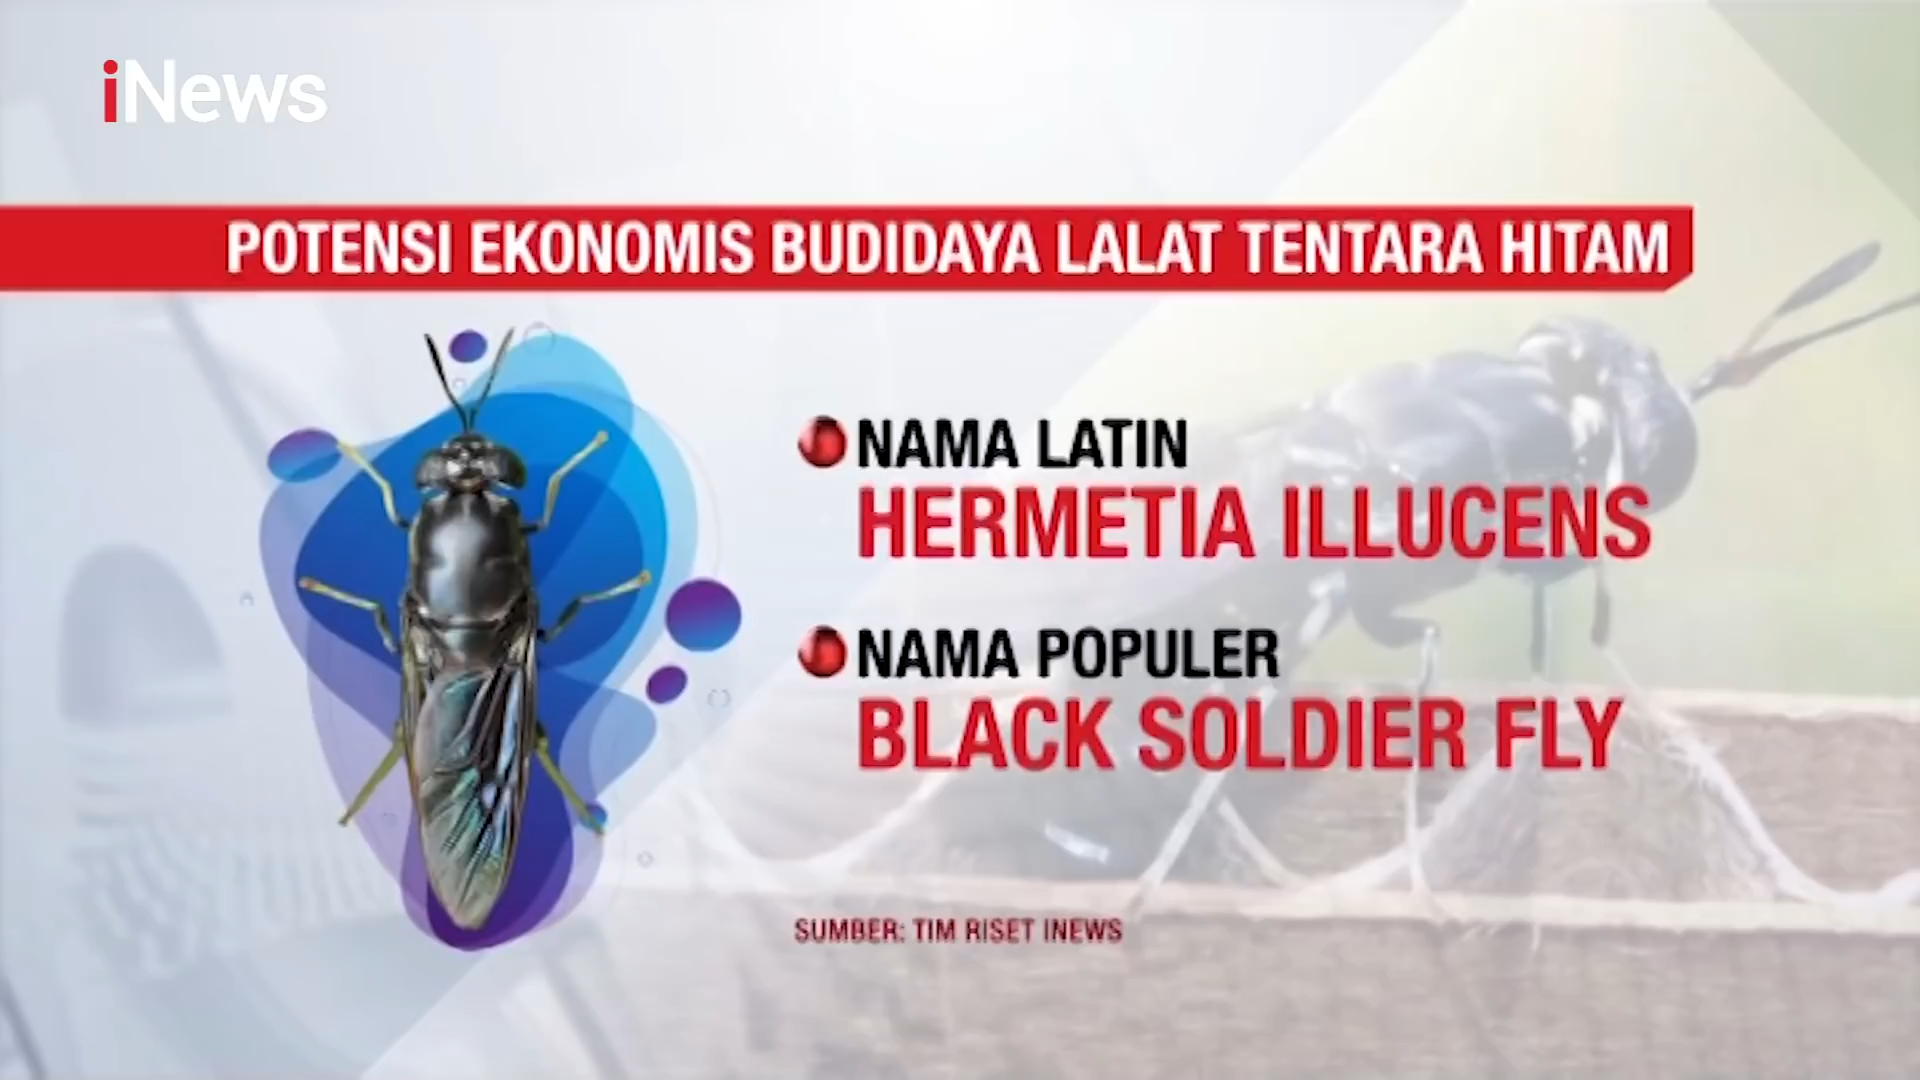 iNews
POTENSI EKONOMIS BUDIDAYA LALAT TENTARA HITAM
NAMA LATIN
HERMETIA ILLUCENS
NAMA POPULER
BLACK SOLDIER FLY
SUMBER: TIM RISET INEWS